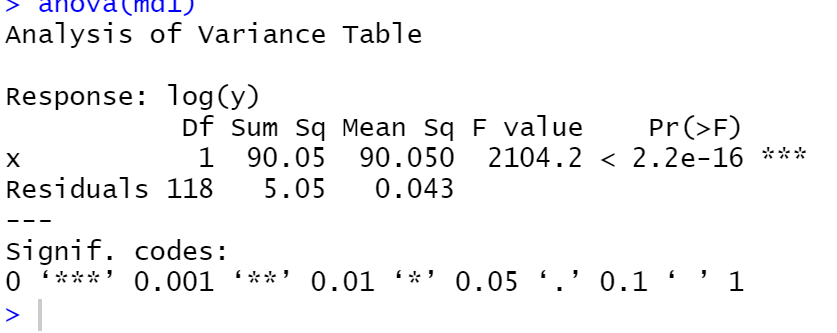 > anova(md1)
Analysis of Variance Table

Response: log(y)
           Df Sum Sq Mean Sq F value    Pr(>F)
x           1  90.05  90.050  2104.2 < 2.2e-16 ***
Residuals 118   5.05   0.043
---
Signif. codes:
0 ‘***’ 0.001 ‘**’ 0.01 ‘*’ 0.05 ‘.’ 0.1 ‘ ’ 1
>